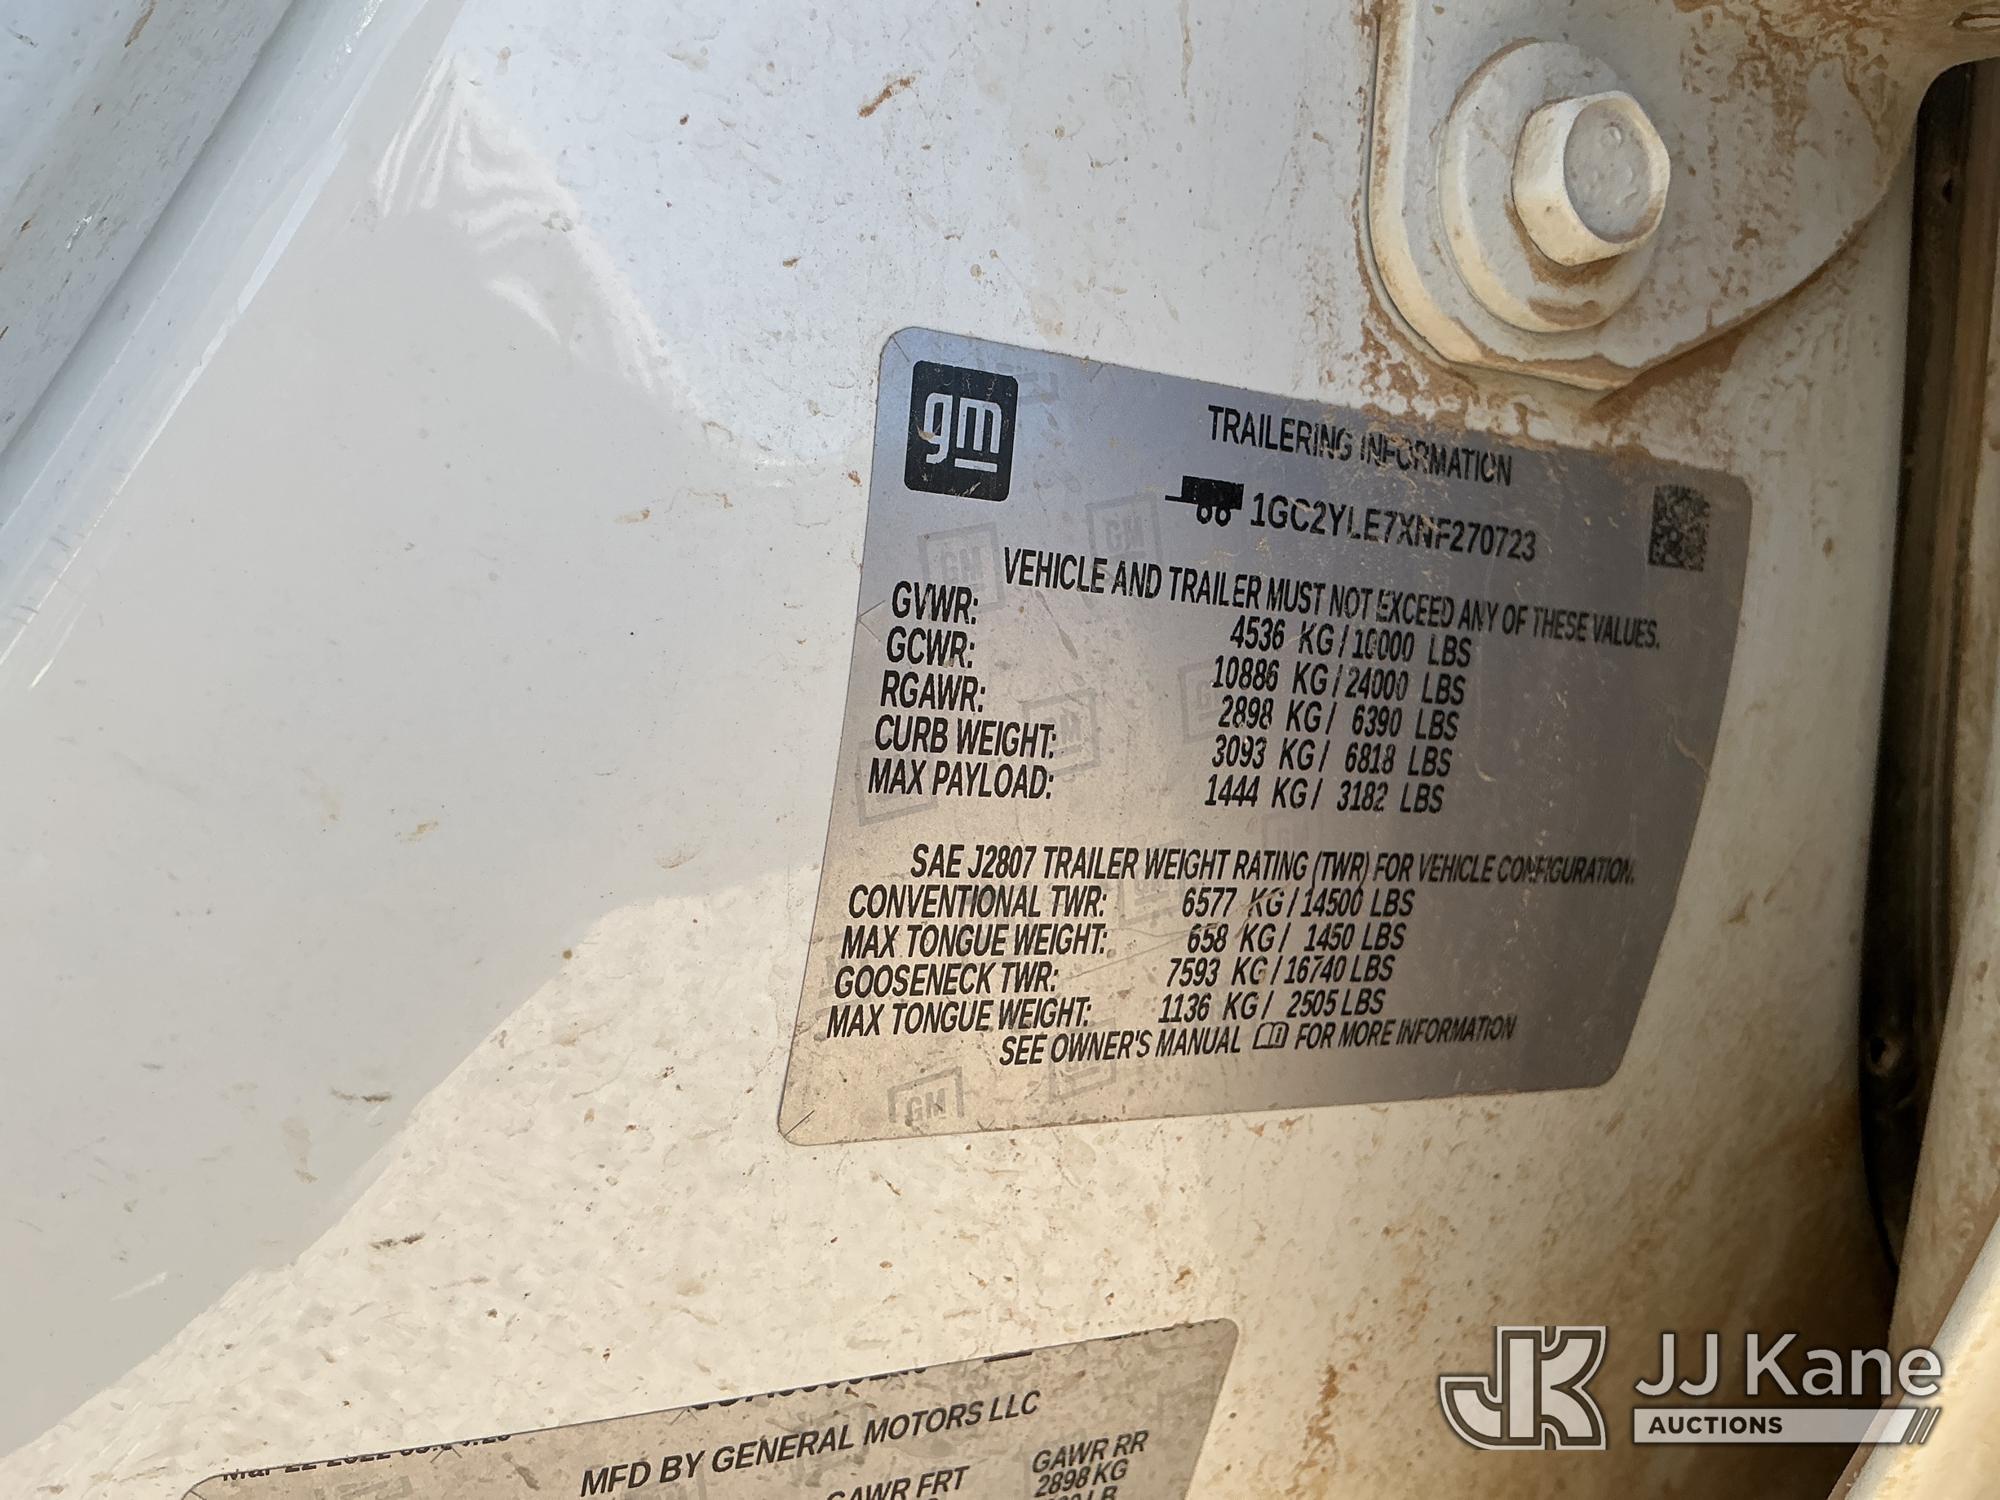 gm
TRAILERING INFORMATION
1GC2YLE7XNF270723
VEHICLE AND TRAILER MUST NOT EXCEED ANY OF THESE VALUES.
GVWR: 4536 KG / 10000 LBS
GCWR: 10886 KG / 24000 LBS
RGAWR: 2898 KG / 6390 LBS
CURB WEIGHT: 3093 KG / 6818 LBS
MAX PAYLOAD: 1444 KG / 3182 LBS
SAE J2807 TRAILER WEIGHT RATING (TWR) FOR VEHICLE CONFIGURATION.
CONVENTIONAL TWR: 6577 KG / 14500 LBS
MAX TONGUE WEIGHT: 658 KG / 1450 LBS
GOOSENECK TWR: 7593 KG / 16740 LBS
MAX TONGUE WEIGHT: 1136 KG / 2505 LBS
SEE OWNER'S MANUAL FOR MORE INFORMATION
GM
MFD BY GENERAL MOTORS LLC
GAWR FRT GAWR RR
2898 KG
LB
JK JJ Kane
AUCTIONS